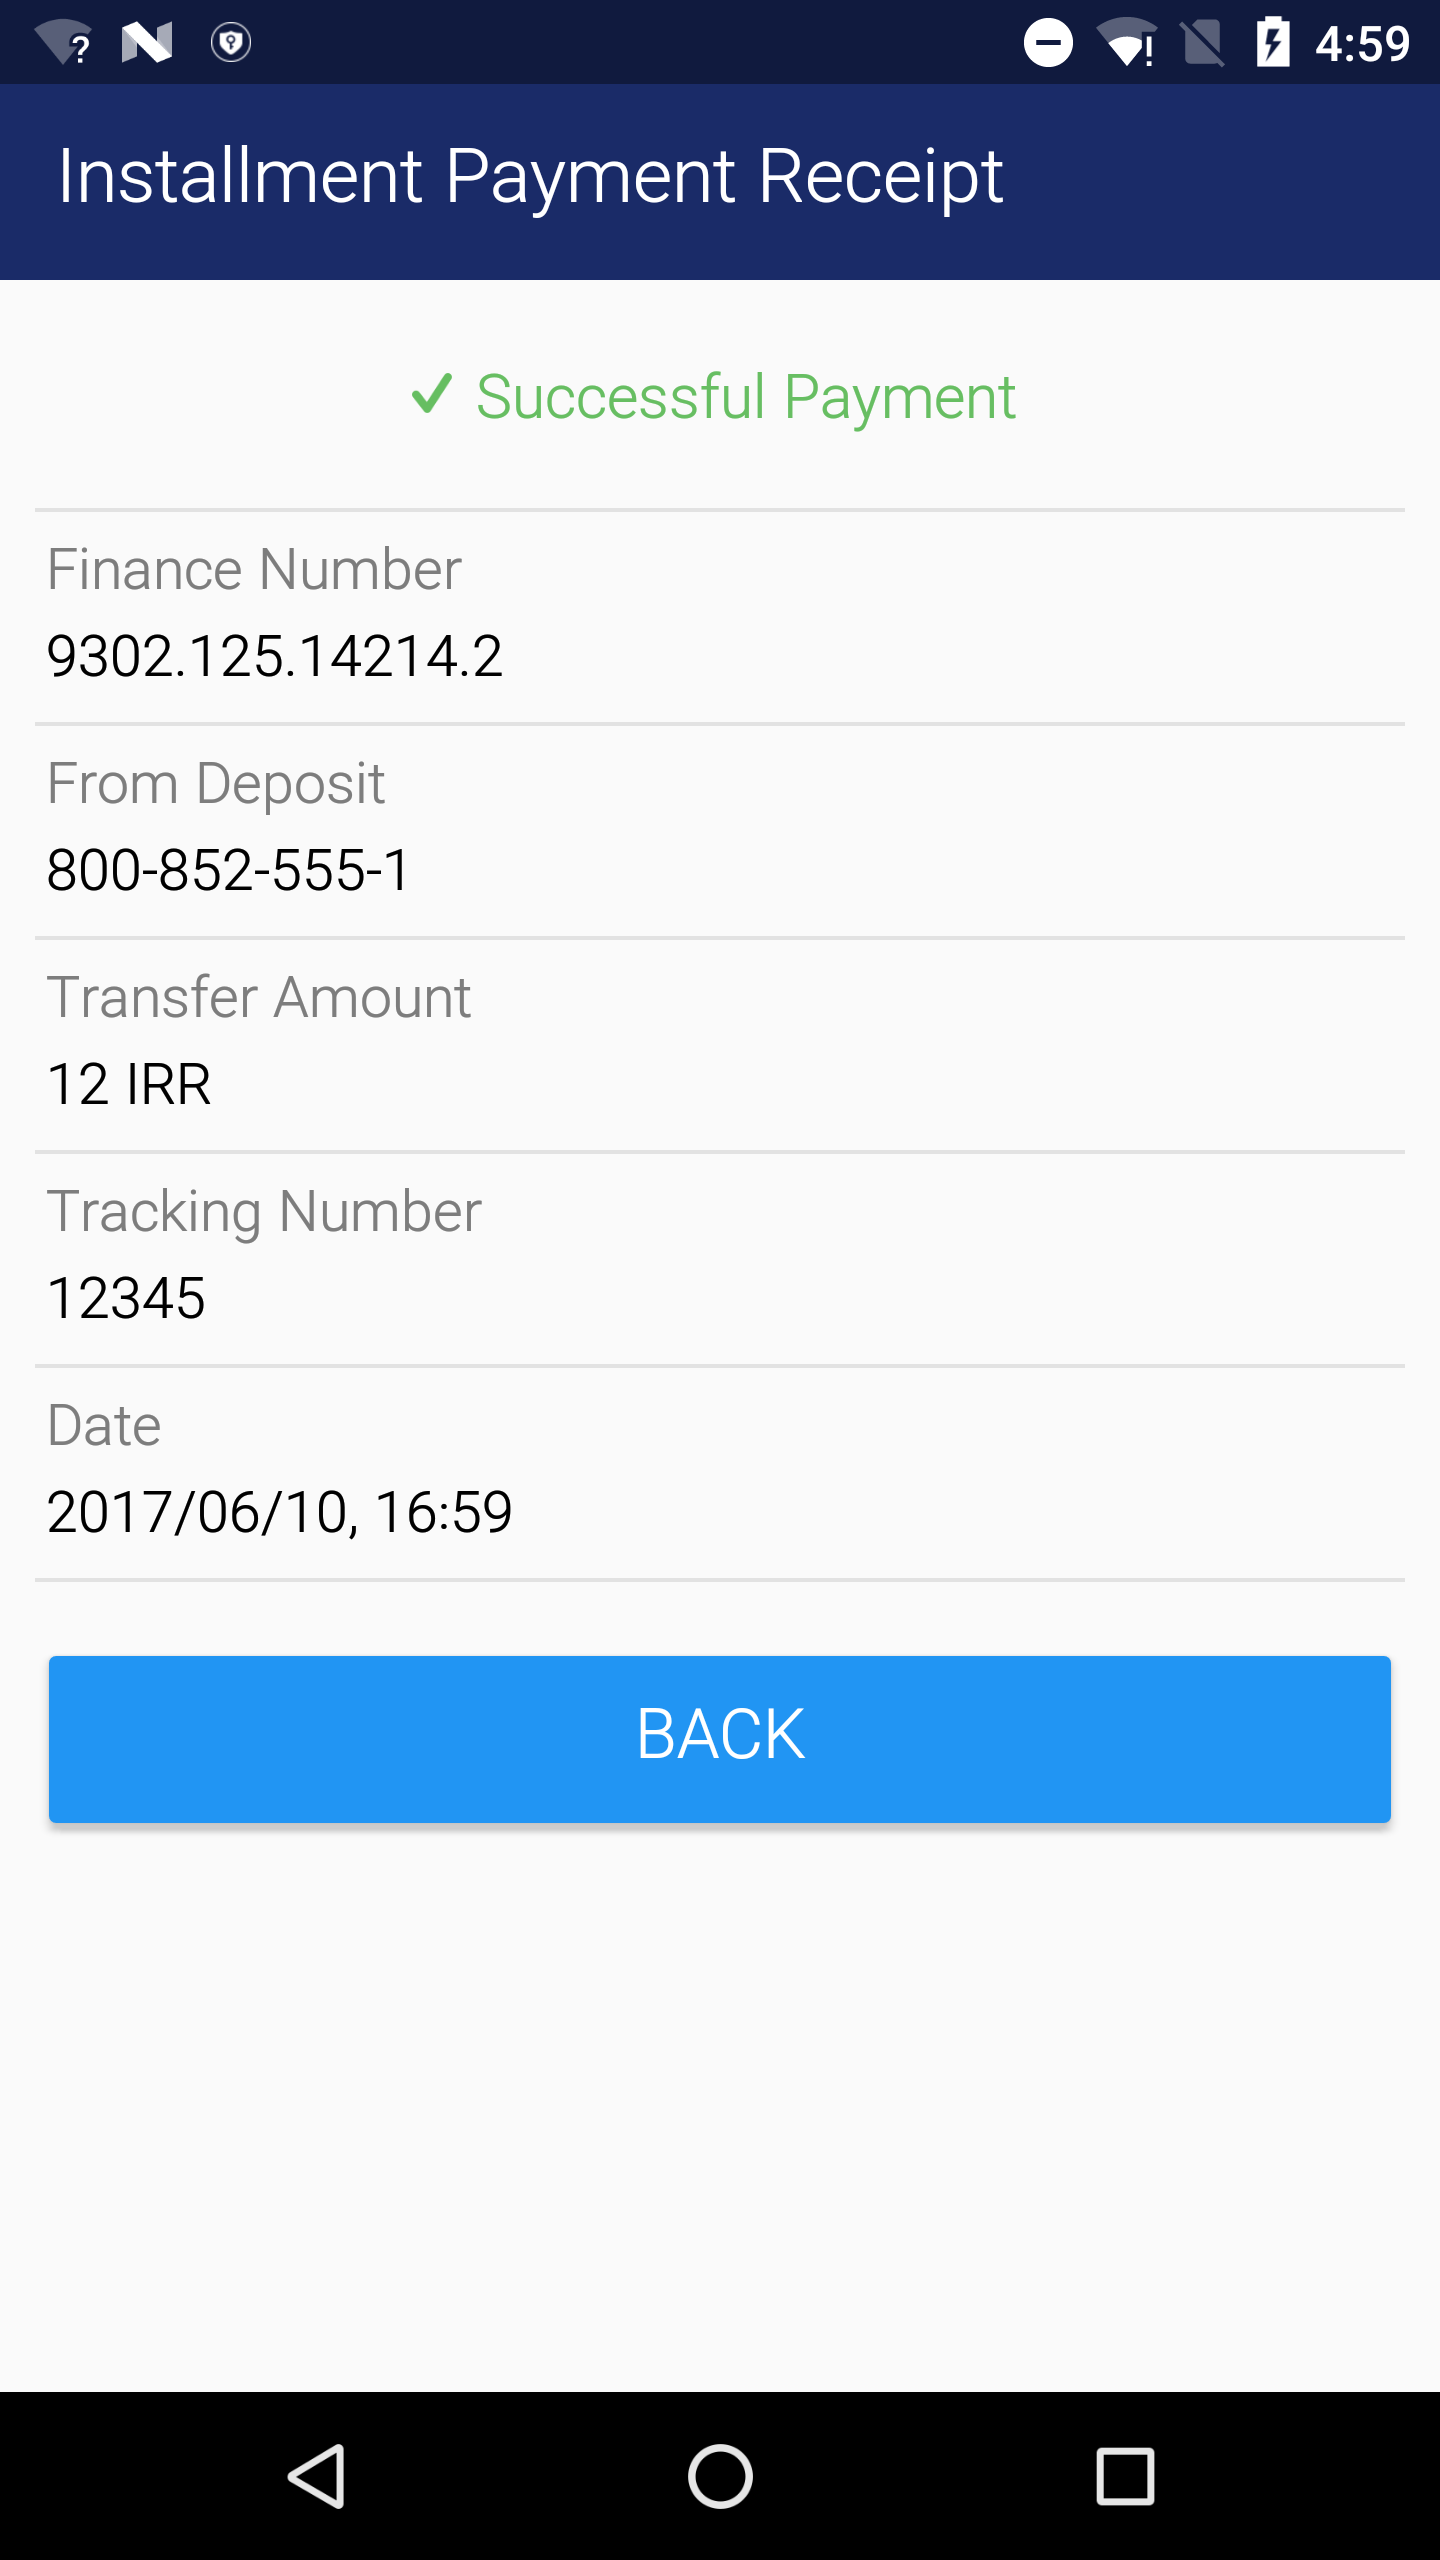 4:59
Installment Payment Receipt
Successful Payment
Finance Number
9302.125.14214.2
From Deposit
800-852-555-1
Transfer Amount
12 IRR
Tracking Number
12345
Date
2017/06/10, 16:59
BACK